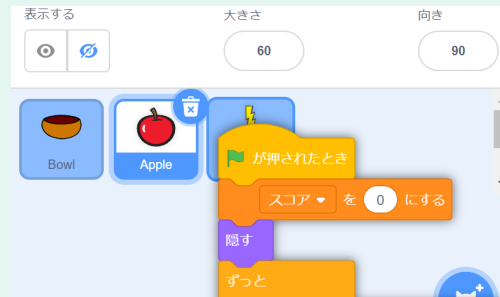 表示する 大きさ 向き
60 90
Bowl Apple
が押されたとき
スコア を 0 にする
隠す
ずっと